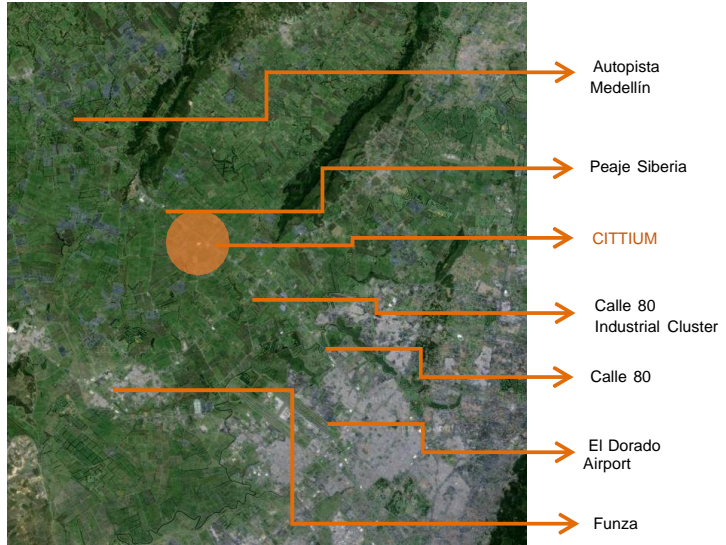 Autopista
Medellín
Peaje Siberia
CITTIUM
Calle 80
Industrial Cluster
Calle 80
El Dorado
Airport
Funza